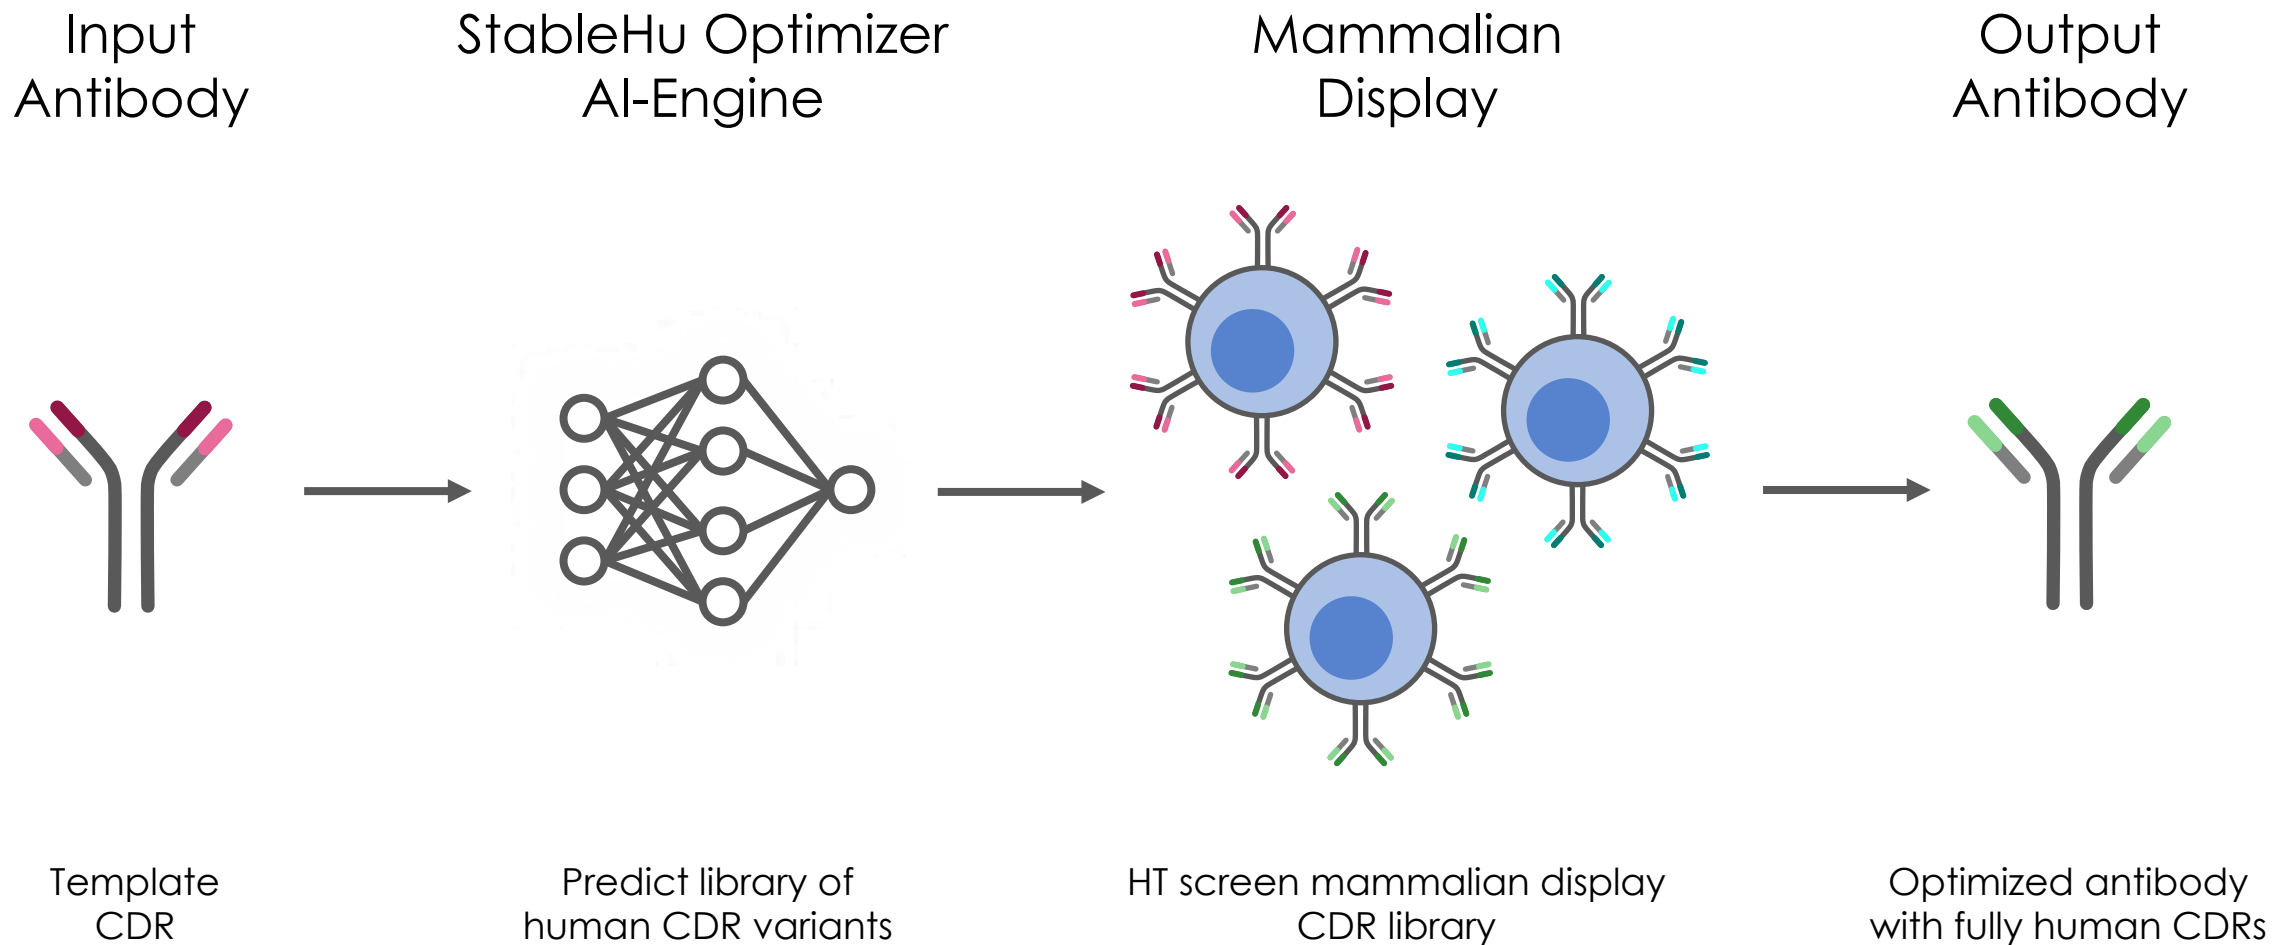 Input
Antibody
StableHu Optimizer
AI-Engine
Mammalian
Display
Output
Antibody
Template
CDR
Predict library of
human CDR variants
HT screen mammalian display
CDR library
Optimized antibody
with fully human CDRs